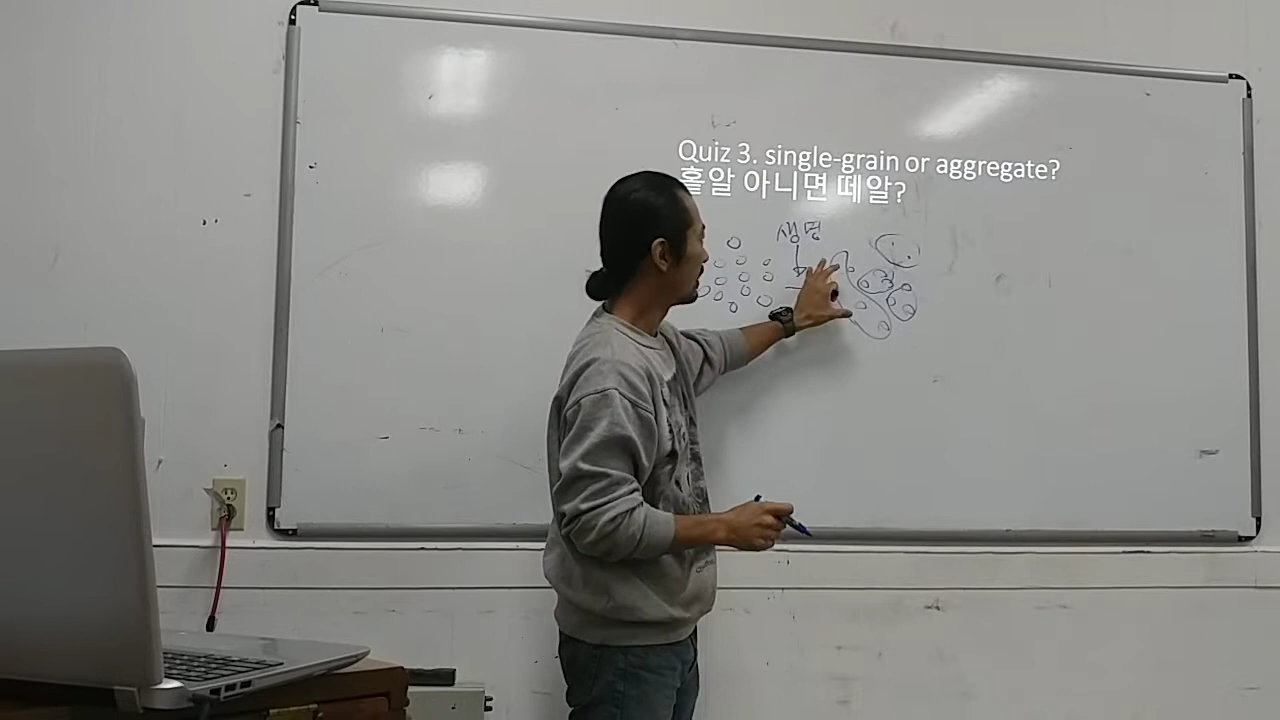 Quiz 3. single-grain or aggregate?
홑알 아니면 떼알?
생명